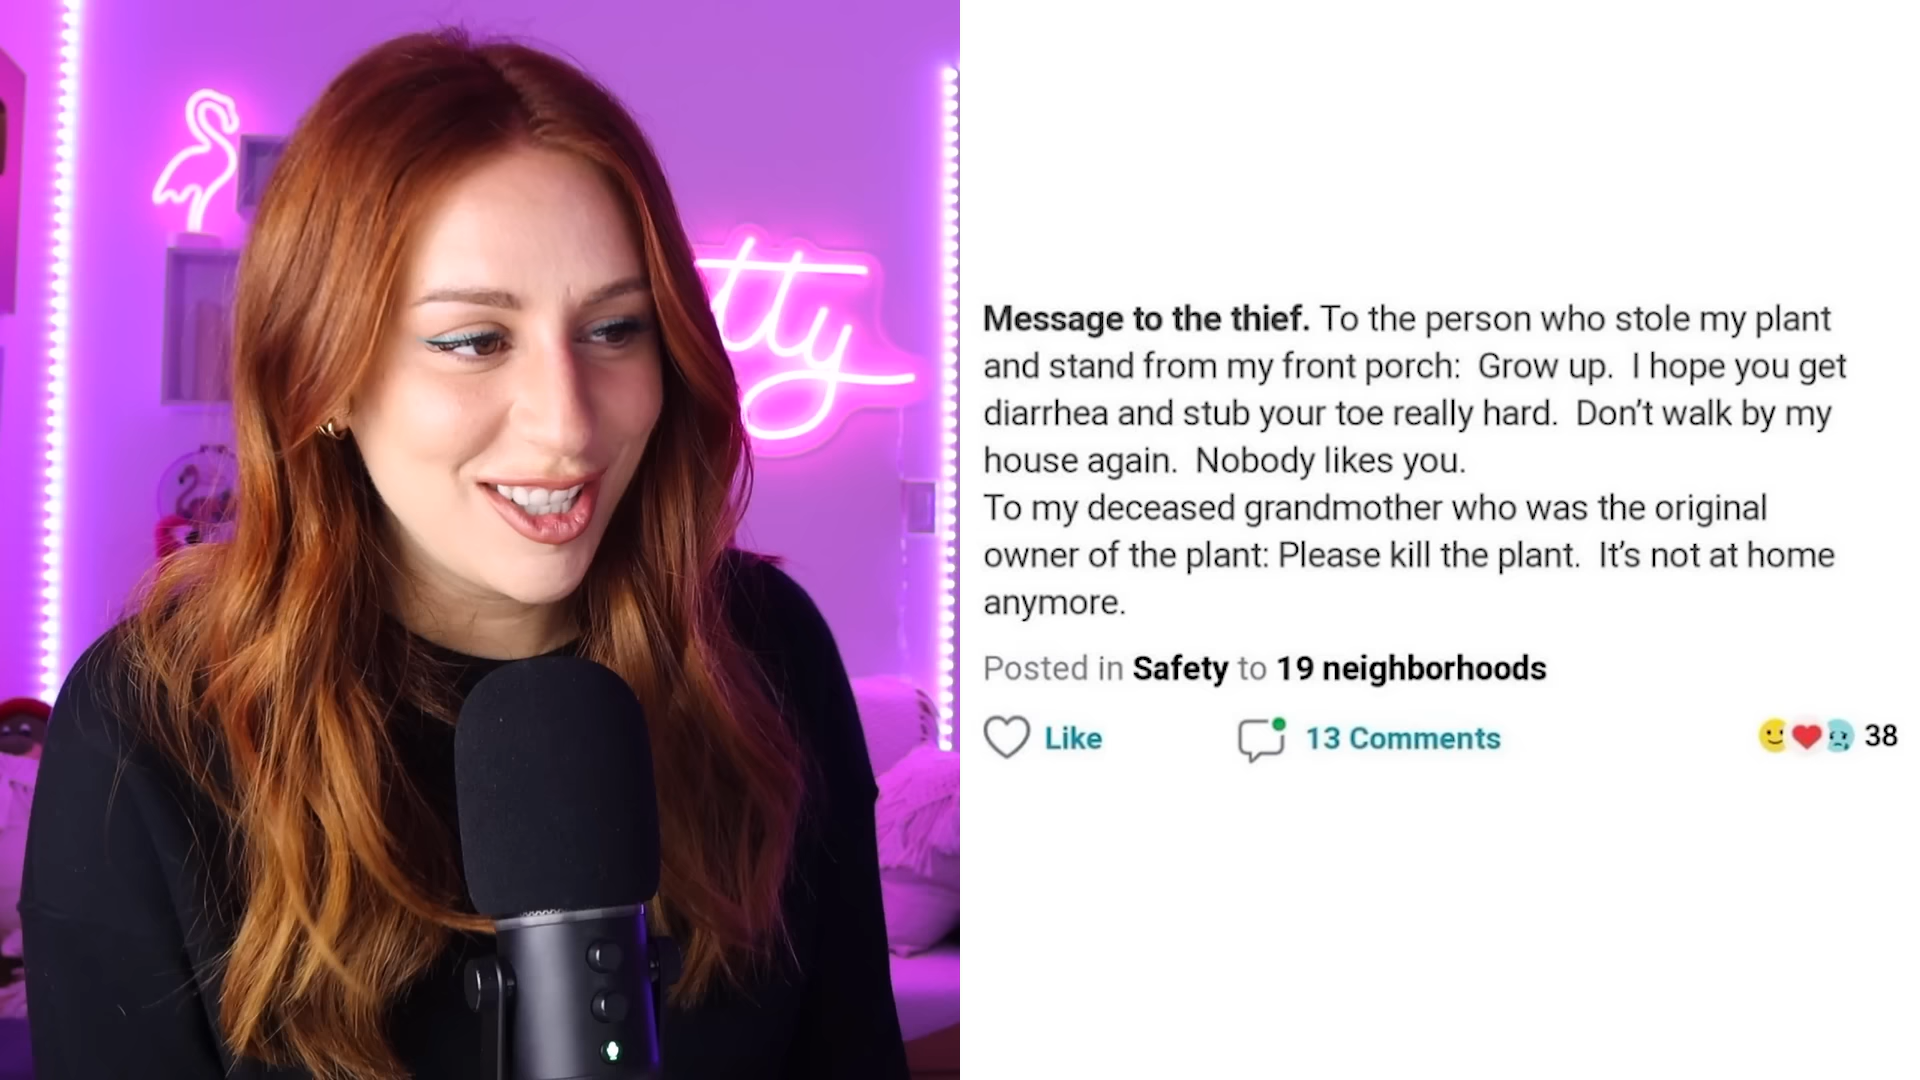 tty
Message to the thief. To the person who stole my plant
and stand from my front porch:  Grow up.  I hope you get
diarrhea and stub your toe really hard.  Don’t walk by my
house again.  Nobody likes you.
To my deceased grandmother who was the original
owner of the plant: Please kill the plant.  It’s not at home
anymore.
Posted in Safety to 19 neighborhoods
Like
13 Comments
38